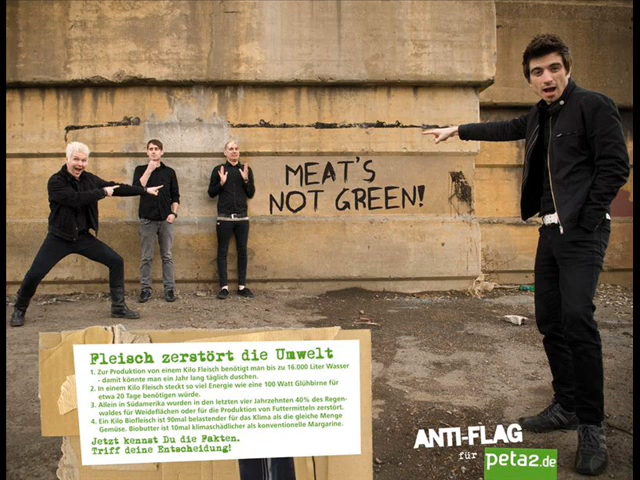 MEAT'S
NOT GREEN!
Fleisch zerstört die Umwelt
1. Zur Produktion von einem Kilo Fleisch benötigt man bis zu 16.000 Liter Wasser
- damit könnte man ein Jahr lang täglich duschen.
2. In einem Kilo Fleisch steckt so viel Energie wie eine 100 Watt Glühbirne für
etwa 20 Tage benötigen würde.
3. Allein in Südamerika wurden in den letzten vier Jahrzehnten 40% des Regen-
waldes für Weideflächen oder für die Produktion von Futtermitteln zerstört.
4. Ein Kilo Biofleisch ist 90mal belastender für das Klima als die gleiche Menge
Gemüse. Biobutter ist 10mal klimaschädlicher als konventionelle Margarine.
Jetzt kennst Du die Fakten.
Triff deine Entscheidung!
ANTI-FLAG
für peta2.de